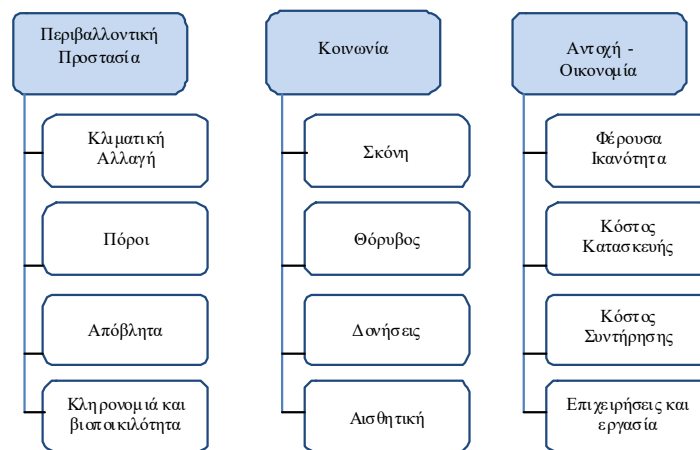 Περιβαλλοντική
Προστασία
Κλιματική
Αλλαγή
Πόροι
Απόβλητα
Κληρονομιά και
βιοποικιλότητα
Κοινωνία
Σκόνη
Θόρυβος
Δονήσεις
Αισθητική
Αντοχή -
Οικονομία
Φέρουσα
Ικανότητα
Κόστος
Κατασκευής
Κόστος
Συντήρησης
Επιχειρήσεις και
εργασία